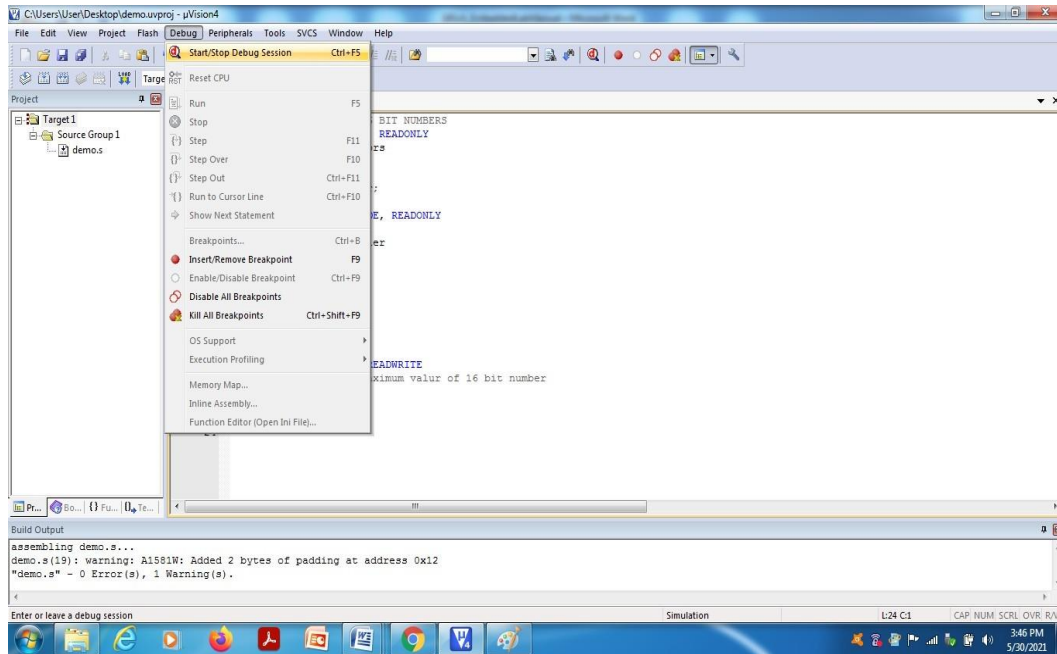 C:\Users\User\Desktop\demo.uvproj - µVision4
File Edit View Project Flash Debug Peripherals Tools SVCS Window Help
Start/Stop Debug Session Ctrl+F5
Reset CPU
Run F5
Stop
Step F11
Step Over F10
Step Out Ctrl+F11
Run to Cursor Line Ctrl+F10
Show Next Statement
Breakpoints... Ctrl+B
Insert/Remove Breakpoint F9
Enable/Disable Breakpoint Ctrl+F9
Disable All Breakpoints
Kill All Breakpoints Ctrl+Shift+F9
OS Support
Execution Profiling
Memory Map...
Inline Assembly...
Function Editor (Open Ini File)...
LOAD
Targe
RST
Project
Target 1
Source Group 1
demo.s
BIT NUMBERS
READONLY
rs
E, READONLY
er
EADWRITE
ximum valur of 16 bit number
Pr... Bo... {} Fu... Te...
Build Output
assembling demo.s...
demo.s(19): warning: A1581W: Added 2 bytes of padding at address 0x12
"demo.s" - 0 Error(s), 1 Warning(s).
Enter or leave a debug session Simulation L:24 C:1 CAP NUM SCRL OVR R/W
3:46 PM
5/30/2021